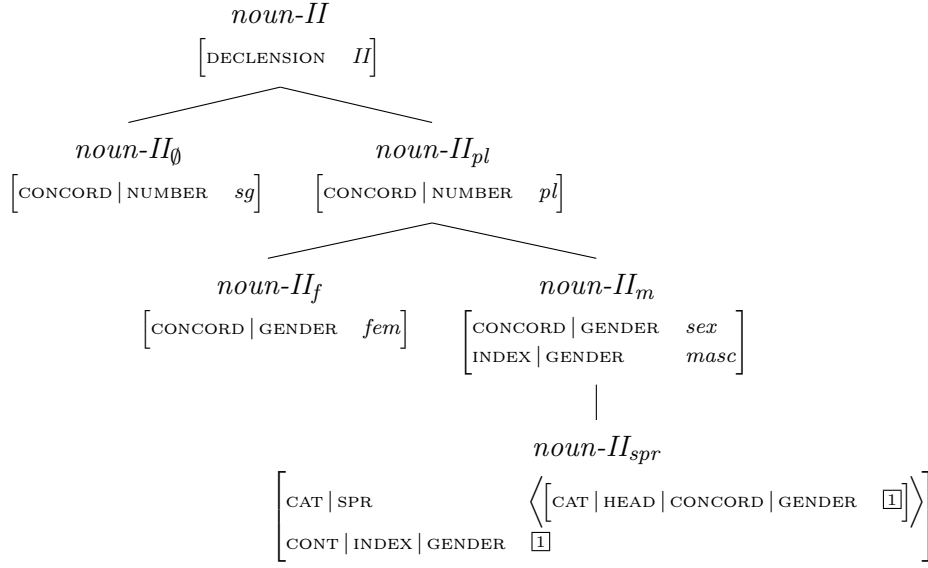 noun-II
[DECLENSION II]
noun-II∅ noun-IIpl
[CONCORD | NUMBER sg] [CONCORD | NUMBER pl]
noun-IIf noun-IIm
[CONCORD | GENDER fem] [CONCORD | GENDER sex
INDEX | GENDER masc]
noun-IIspr
[CAT | SPR ⟨[CAT | HEAD | CONCORD | GENDER 1]⟩
CONT | INDEX | GENDER 1]